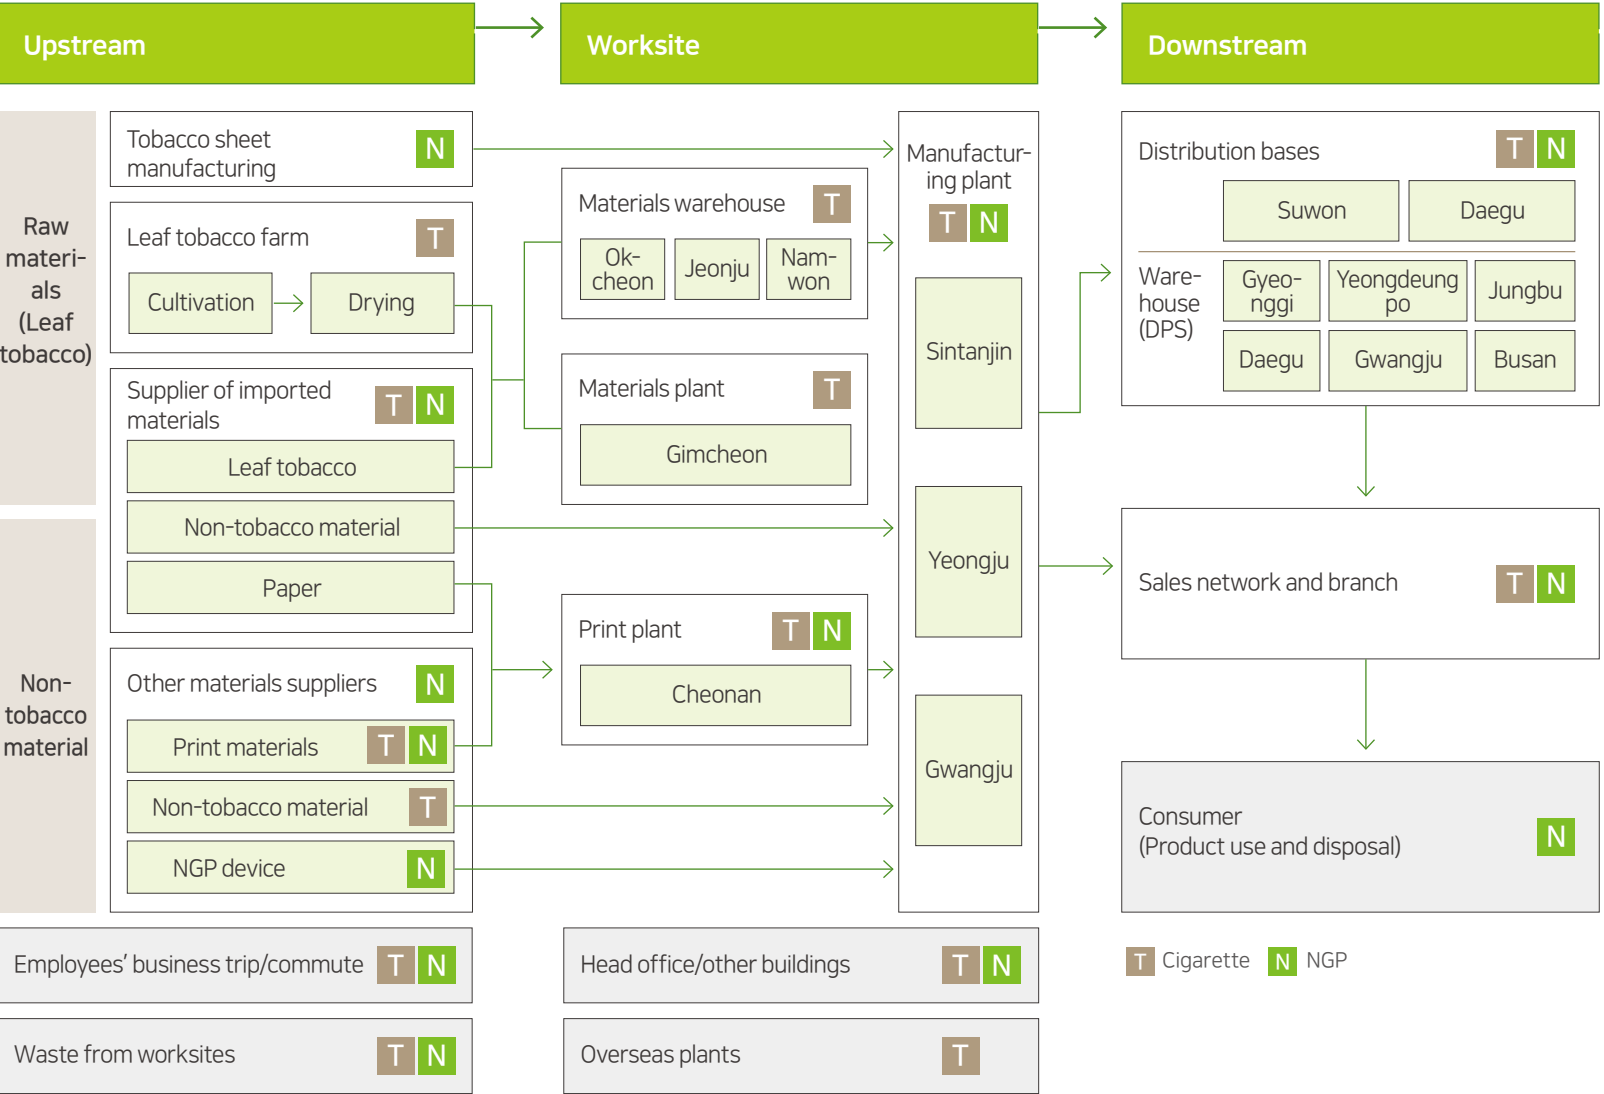 Upstream
Worksite
Downstream
Raw
materi-
als
(Leaf
tobacco)
Non-
tobacco
material
Tobacco sheet
manufacturing
N
Leaf tobacco farm
T
Cultivation
Drying
Supplier of imported
materials
T N
Leaf tobacco
Non-tobacco material
Paper
Other materials suppliers
N
Print materials
T N
Non-tobacco material
T
NGP device
N
Employees’ business trip/commute
T N
Waste from worksites
T N
Materials warehouse
T
Ok-
cheon
Jeonju
Nam-
won
Materials plant
T
Gimcheon
Print plant
T N
Cheonan
Manufactur-
ing plant
T N
Sintanjin
Yeongju
Gwangju
Head office/other buildings
T N
Overseas plants
T
Distribution bases
T N
Suwon
Daegu
Ware-
house
(DPS)
Gyeo-
nggi
Yeongdeung
po
Jungbu
Daegu
Gwangju
Busan
Sales network and branch
T N
Consumer
(Product use and disposal)
N
T Cigarette N NGP